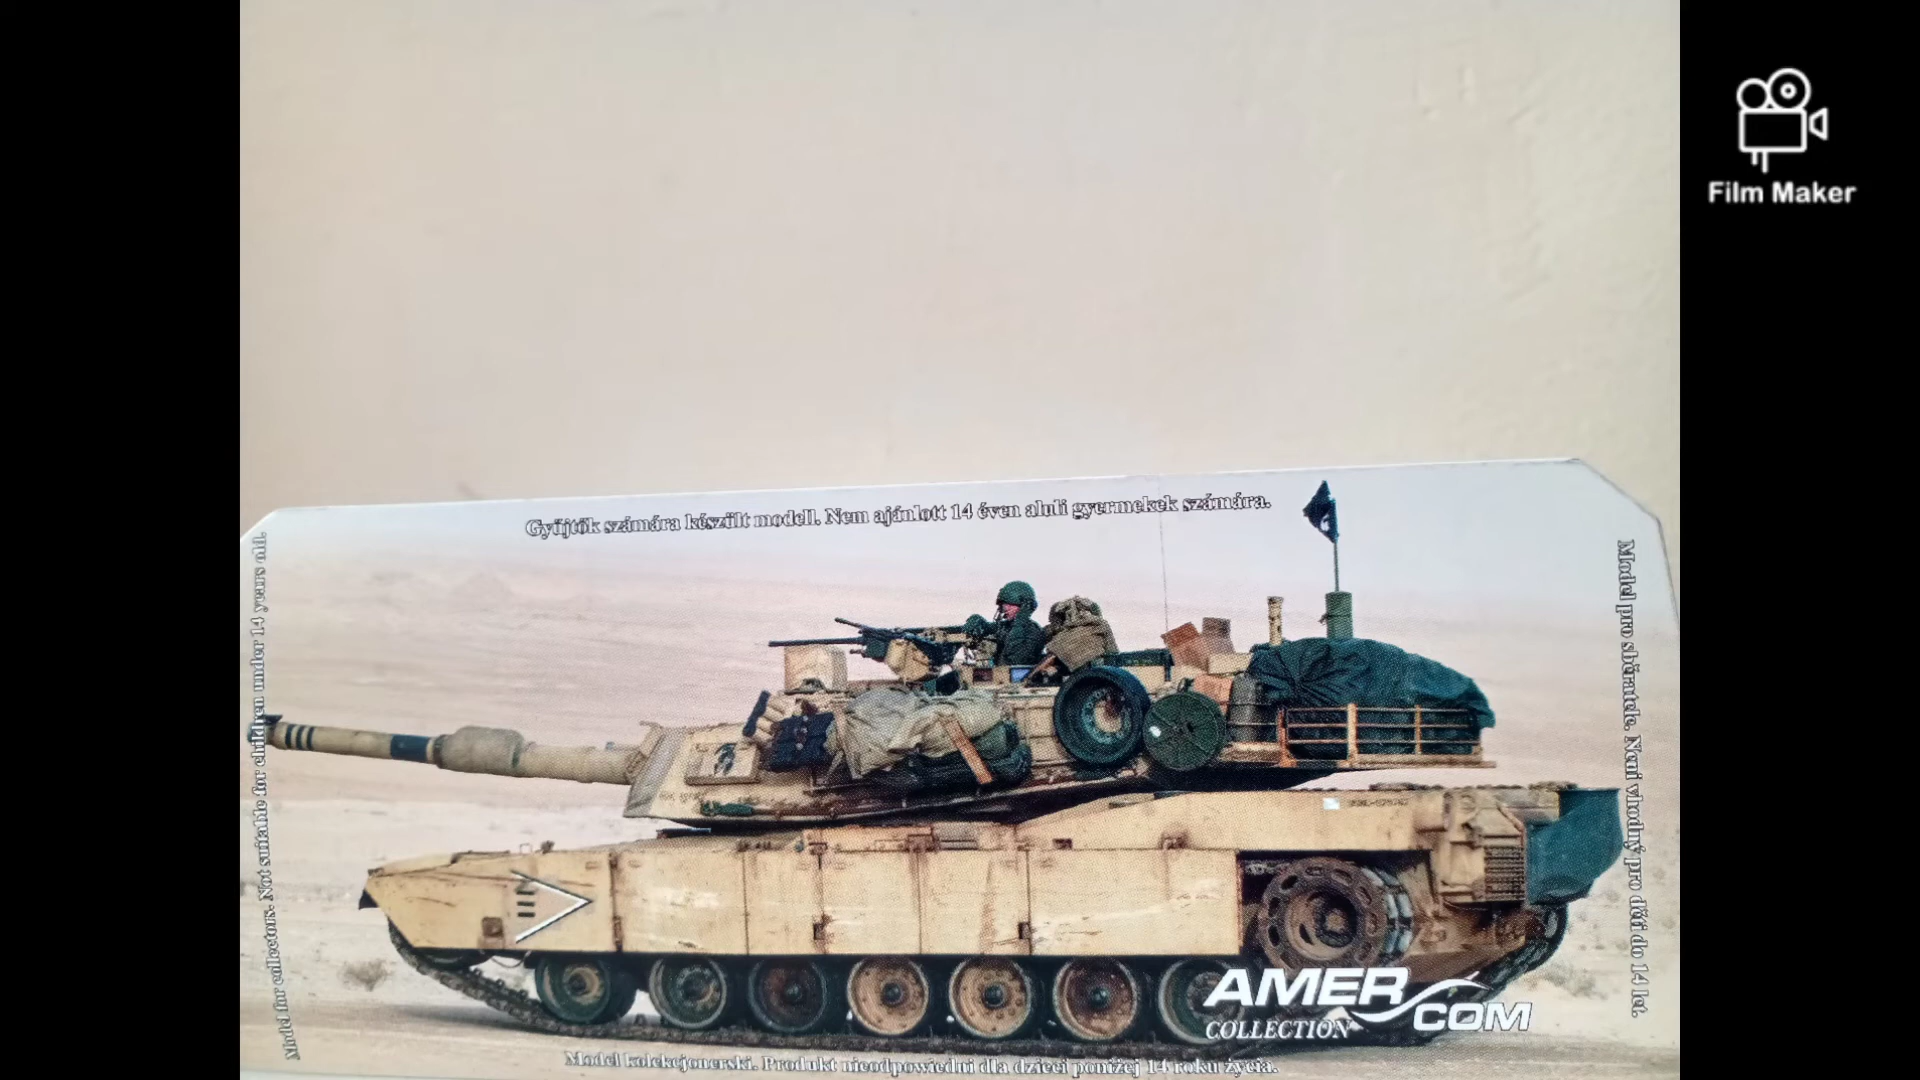 Film Maker
Gyűjtők számára készült modell. Nem ajánlott 14 éven aluli gyermekek számára.
Model for collectors. Not suitable for children under 14 years old.
Model pro sběratele. Není vhodný pro děti do 14 let.
AMERCOM
COLLECTION
Model kolekcjonerski. Produkt nieodpowiedni dla dzieci poniżej 14 roku życia.